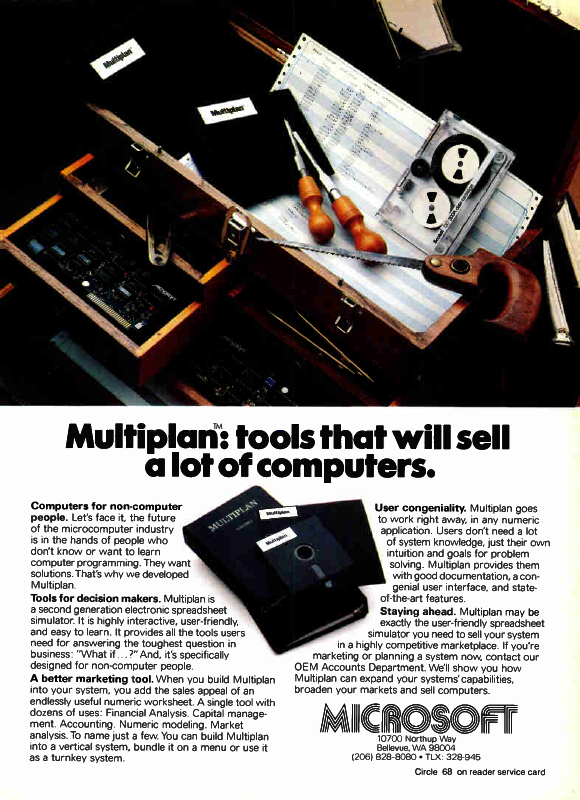 Multiplan™
Multiplan™
Multiplan™: tools that will sell
a lot of computers.
Computers for non-computer
people. Let's face it, the future
of the microcomputer industry
is in the hands of people who
don't know or want to learn
computer programming. They want
solutions. That's why we developed
Multiplan.
Tools for decision makers. Multiplan is
a second generation electronic spreadsheet
simulator. It is highly interactive, user-friendly,
and easy to learn. It provides all the tools users
need for answering the toughest question in
business: "What if...?" And, it's specifically
designed for non-computer people.
A better marketing tool. When you build Multiplan
into your system, you add the sales appeal of an
endlessly useful numeric worksheet. A single tool with
dozens of uses: Financial Analysis. Capital manage-
ment. Accounting. Numeric modeling. Market
analysis. To name just a few. You can build Multiplan
into a vertical system, bundle it on a menu or use it
as a turnkey system.
MULTIPLAN
Multiplan
Multiplan
User congeniality. Multiplan goes
to work right away, in any numeric
application. Users don't need a lot
of system knowledge, just their own
intuition and goals for problem
solving. Multiplan provides them
with good documentation, a con-
genial user interface, and state-
of-the-art features.
Staying ahead. Multiplan may be
exactly the user-friendly spreadsheet
simulator you need to sell your system
in a highly competitive marketplace. If you're
marketing or planning a system now, contact our
OEM Accounts Department. We'll show you how
Multiplan can expand your systems' capabilities,
broaden your markets and sell computers.
MICROSOFT
10700 Northup Way
Bellevue, WA 98004
(206) 828-8080 • TLX: 328-945
Circle 68 on reader service card